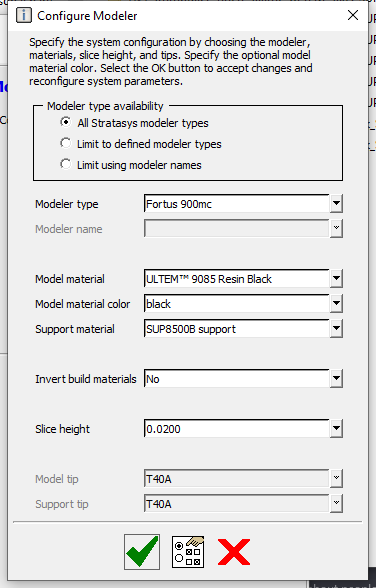 Configure Modeler
Specify the system configuration by choosing the modeler,
materials, slice height, and tips. Specify the optional model
material color. Select the OK button to accept changes and
reconfigure system parameters.
Modeler type availability
All Stratasys modeler types
Limit to defined modeler types
Limit using modeler names
Modeler type Fortus 900mc
Modeler name
Model material ULTEM™ 9085 Resin Black
Model material color black
Support material SUP8500B support
Invert build materials No
Slice height 0.0200
Model tip T40A
Support tip T40A